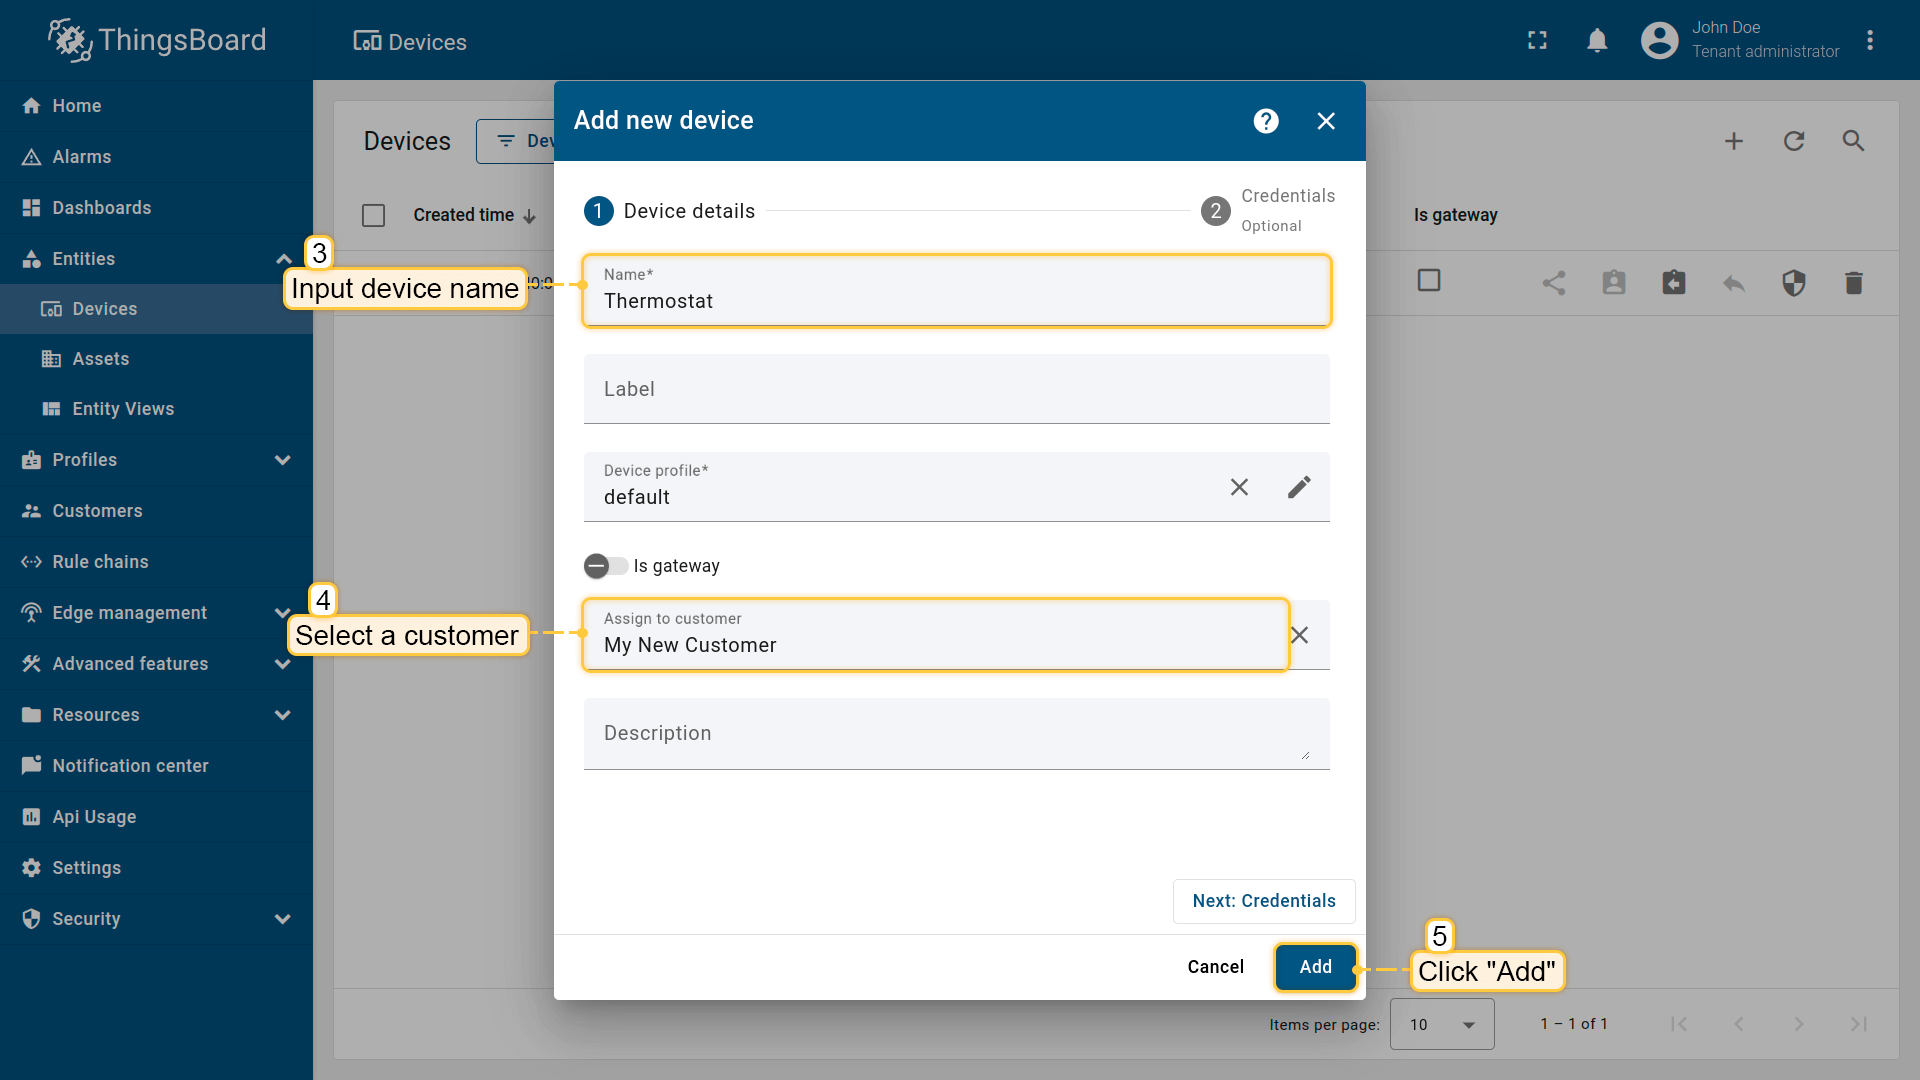 ThingsBoard
Devices
John Doe
Tenant administrator
Home
Alarms
Dashboards
Entities
Devices
Assets
Entity Views
Profiles
Customers
Rule chains
Edge management
Advanced features
Resources
Notification center
Api Usage
Settings
Security
Devices
Created time
Is gateway
Add new device
1 Device details
2 Credentials
Optional
3
Input device name
Name*
Thermostat
Label
Device profile*
default
Is gateway
4
Select a customer
Assign to customer
My New Customer
Description
Next: Credentials
Cancel
Add
5
Click "Add"
Items per page: 10
1 – 1 of 1